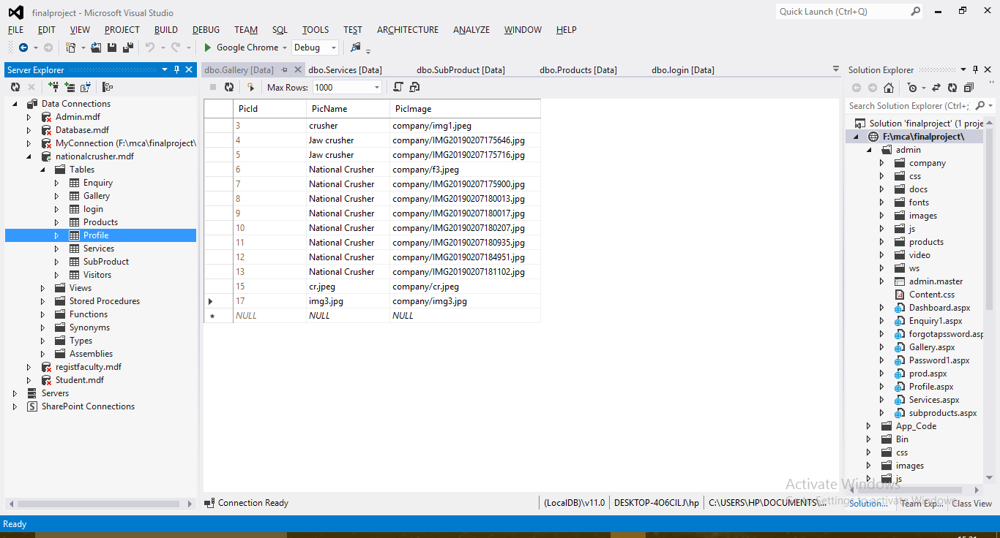 finalproject - Microsoft Visual Studio
Quick Launch (Ctrl+Q)
FILE EDIT VIEW PROJECT BUILD DEBUG TEAM SQL TOOLS TEST ARCHITECTURE ANALYZE WINDOW HELP
Google Chrome Debug
Server Explorer
Data Connections
Admin.mdf
Database.mdf
MyConnection (F:\mca\finalproject\
nationalcrusher.mdf
Tables
Enquiry
Gallery
login
Products
Profile
Services
SubProduct
Visitors
Views
Stored Procedures
Functions
Synonyms
Types
Assemblies
registfaculty.mdf
Student.mdf
Servers
SharePoint Connections
dbo.Gallery [Data] dbo.Services [Data] dbo.SubProduct [Data] dbo.Products [Data] dbo.login [Data]
Max Rows: 1000
PicId PicName PicImage
3 crusher company/img1.jpeg
4 Jaw crusher company/IMG20190207175646.jpg
5 Jaw crusher company/IMG20190207175716.jpg
6 National Crusher company/f3.jpeg
7 National Crusher company/IMG20190207175900.jpg
8 National Crusher company/IMG20190207180013.jpg
9 National Crusher company/IMG20190207180017.jpg
10 National Crusher company/IMG20190207180207.jpg
11 National Crusher company/IMG20190207180935.jpg
12 National Crusher company/IMG20190207184951.jpg
13 National Crusher company/IMG20190207181102.jpg
15 cr.jpeg company/cr.jpeg
17 img3.jpg company/img3.jpg
NULL NULL NULL
Connection Ready (LocalDB)\v11.0 DESKTOP-4O6CILJ\hp C:\USERS\HP\DOCUMENTS\...
Solution Explorer
Search Solution Explorer (Ctrl+;
Solution 'finalproject' (1 proje
F:\mca\finalproject\
admin
company
css
docs
fonts
images
js
products
video
ws
admin.master
Content.css
Dashboard.aspx
Enquiry1.aspx
forgotapssword.asp
Gallery.aspx
Password1.aspx
prod.aspx
Profile.aspx
Services.aspx
subproducts.aspx
App_Code
Bin
css
images
js
Activate Windows
Go to Settings to activate Windows.
Solution... Team Exp... Class View
Ready